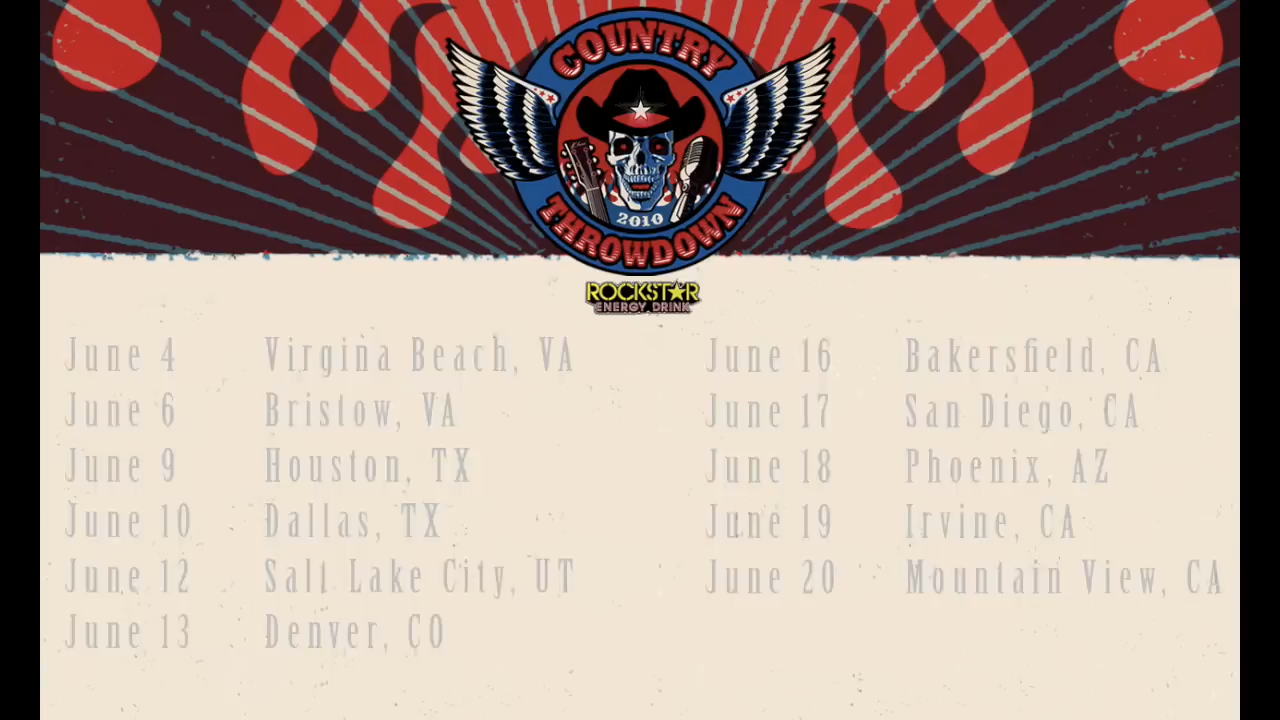 COUNTRY
2010
THROWDOWN
ROCKSTAR
ENERGY DRINK
June 4 Virgina Beach, VA
June 6 Bristow, VA
June 9 Houston, TX
June 10 Dallas, TX
June 12 Salt Lake City, UT
June 13 Denver, CO
June 16 Bakersfield, CA
June 17 San Diego, CA
June 18 Phoenix, AZ
June 19 Irvine, CA
June 20 Mountain View, CA